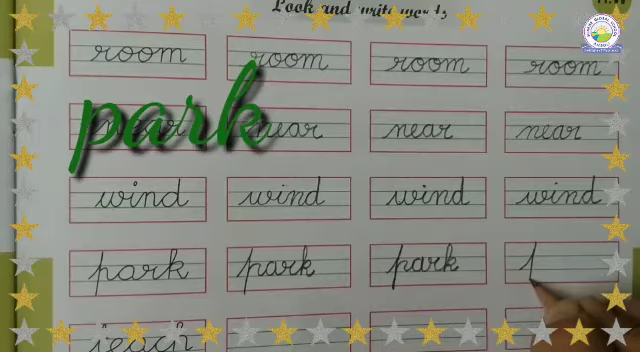 Look and write words
room room room room
park
near near near
wind wind wind wind
park park park